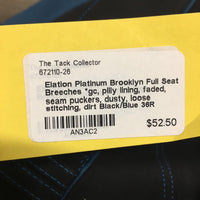 The Tack Collector
672110-26
Elation Platinum Brooklyn Full Seat
Breeches *gc, pilly lining, faded,
seam puckers, dusty, loose
stitching, dirt Black/Blue 36R
AN3AC2
$52.50